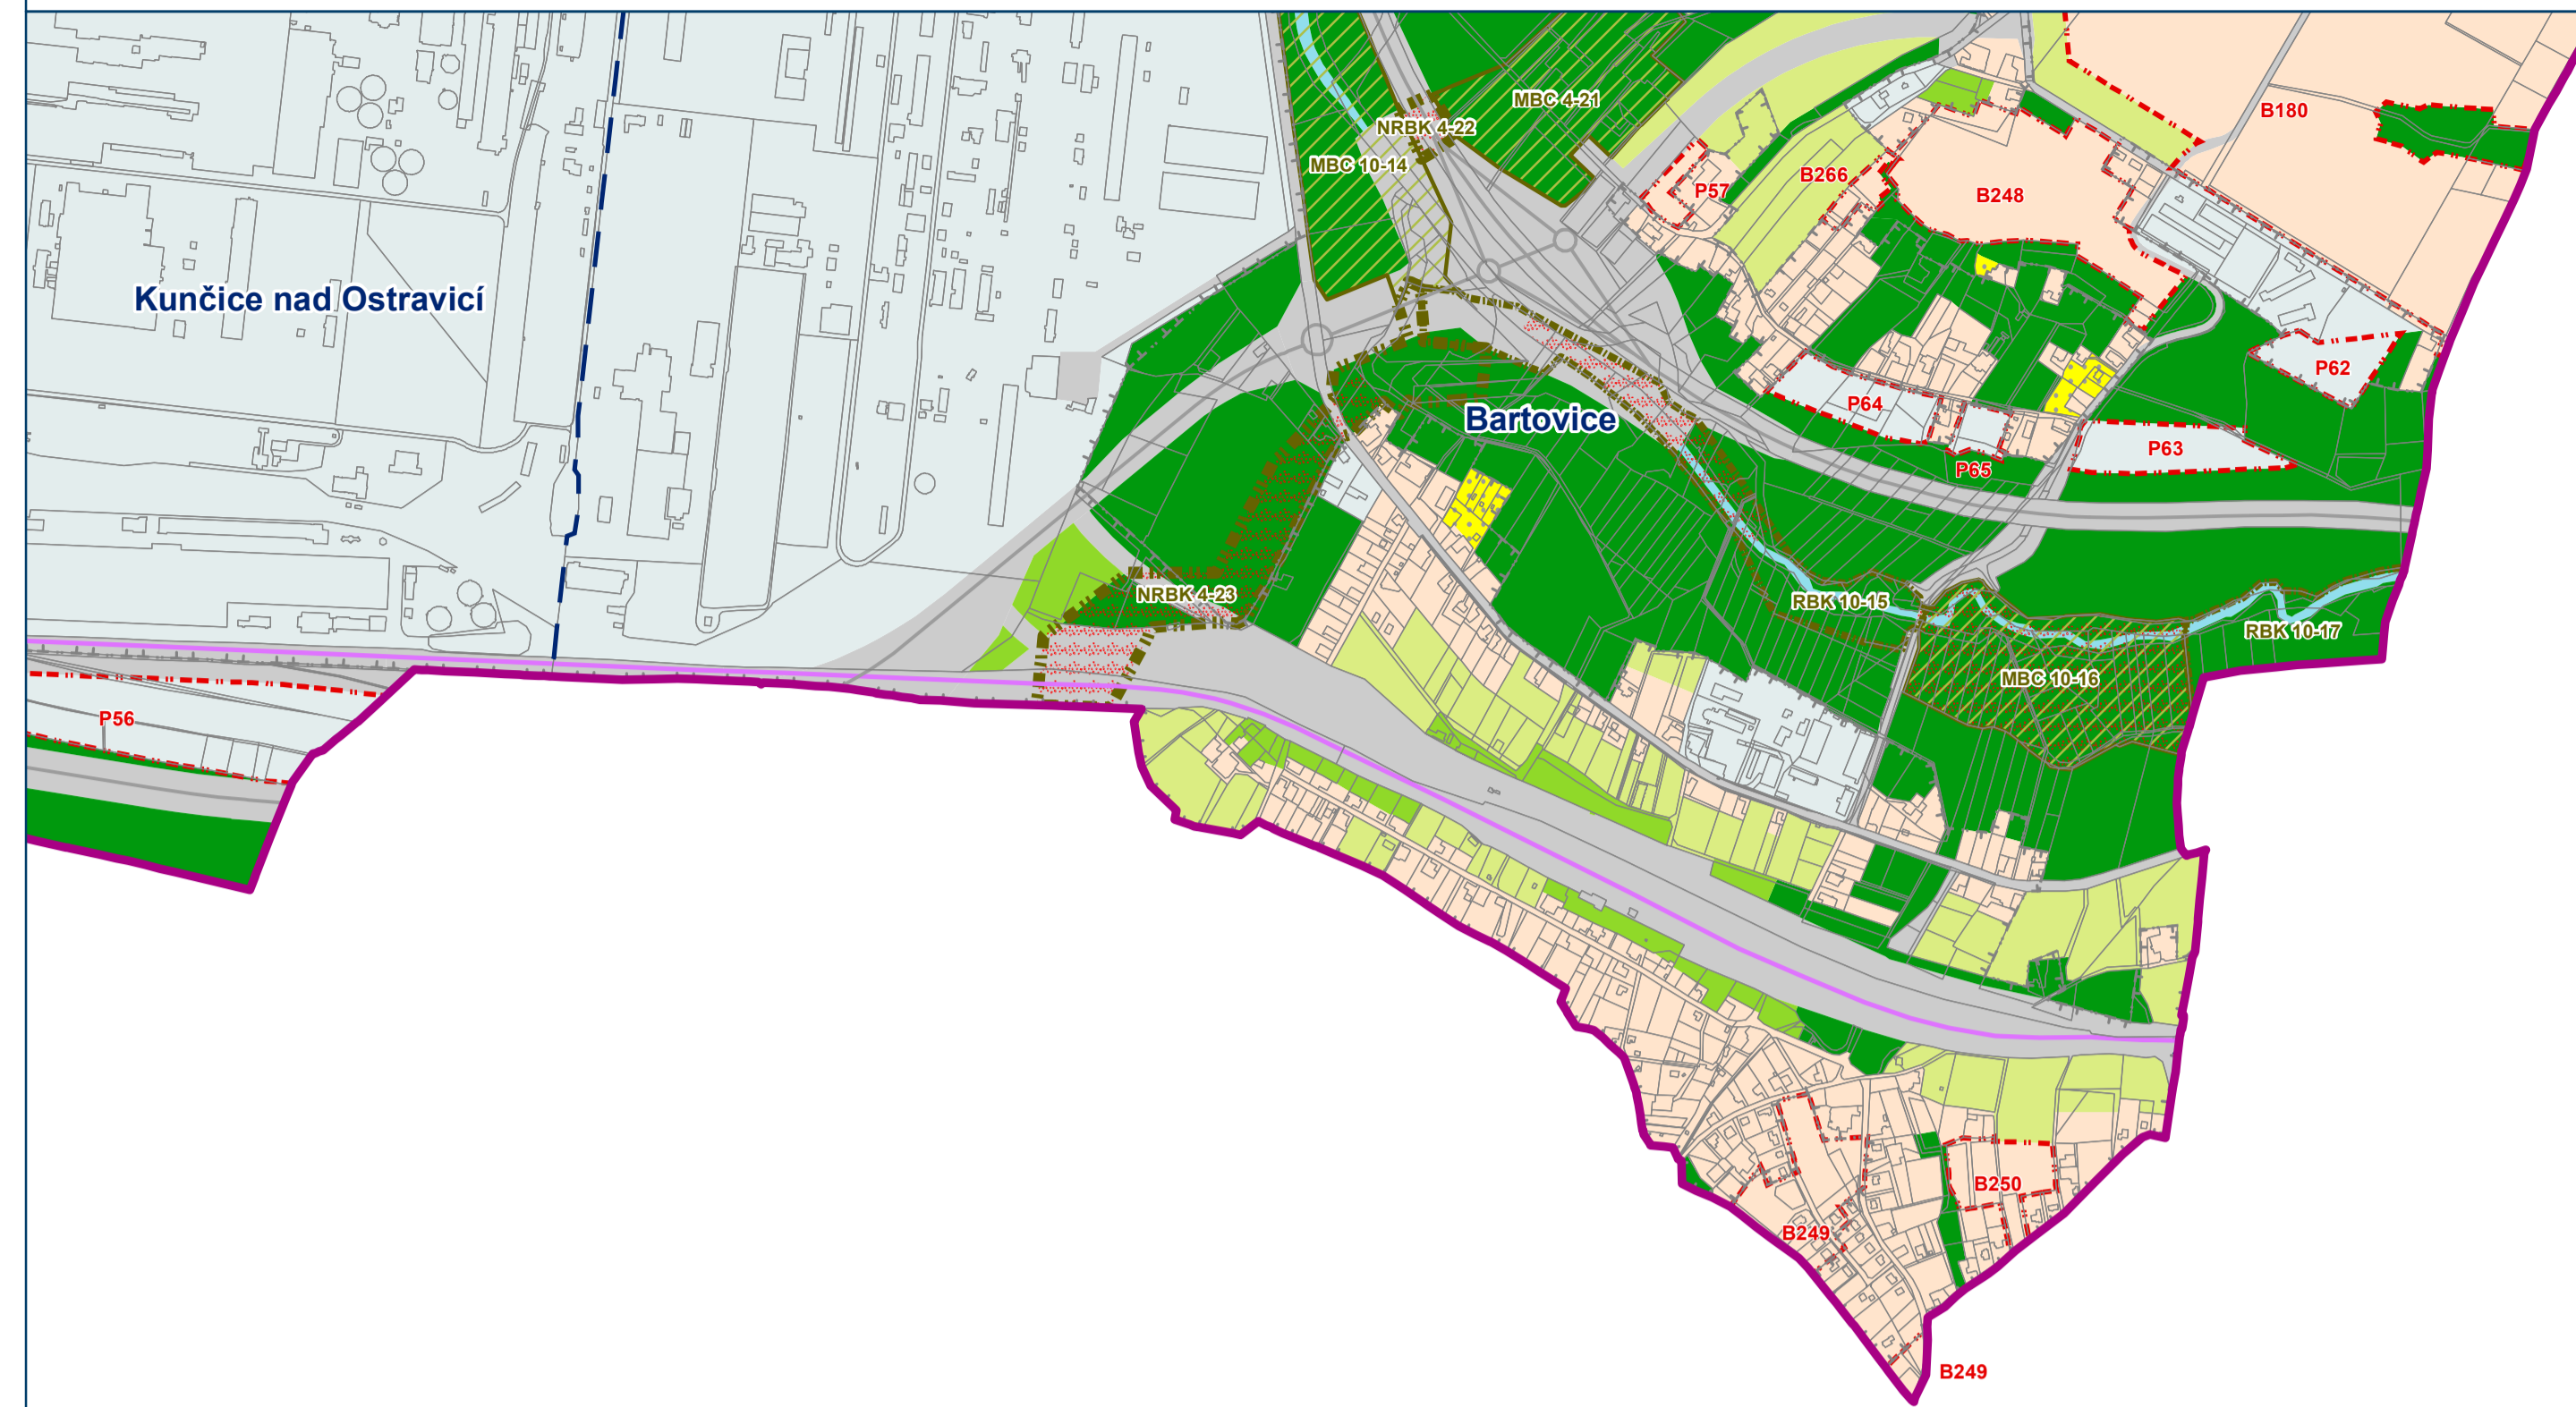 MBC 4-21
B180
NRBK 4-22
MBC 10-14
B266
P57
B248
Kunčice nad Ostravicí
P62
P64
Bartovice
P63
P65
NRBK 4-23
RBK 10-15
RBK 10-17
MBC 10-16
P56
B250
B249
B249